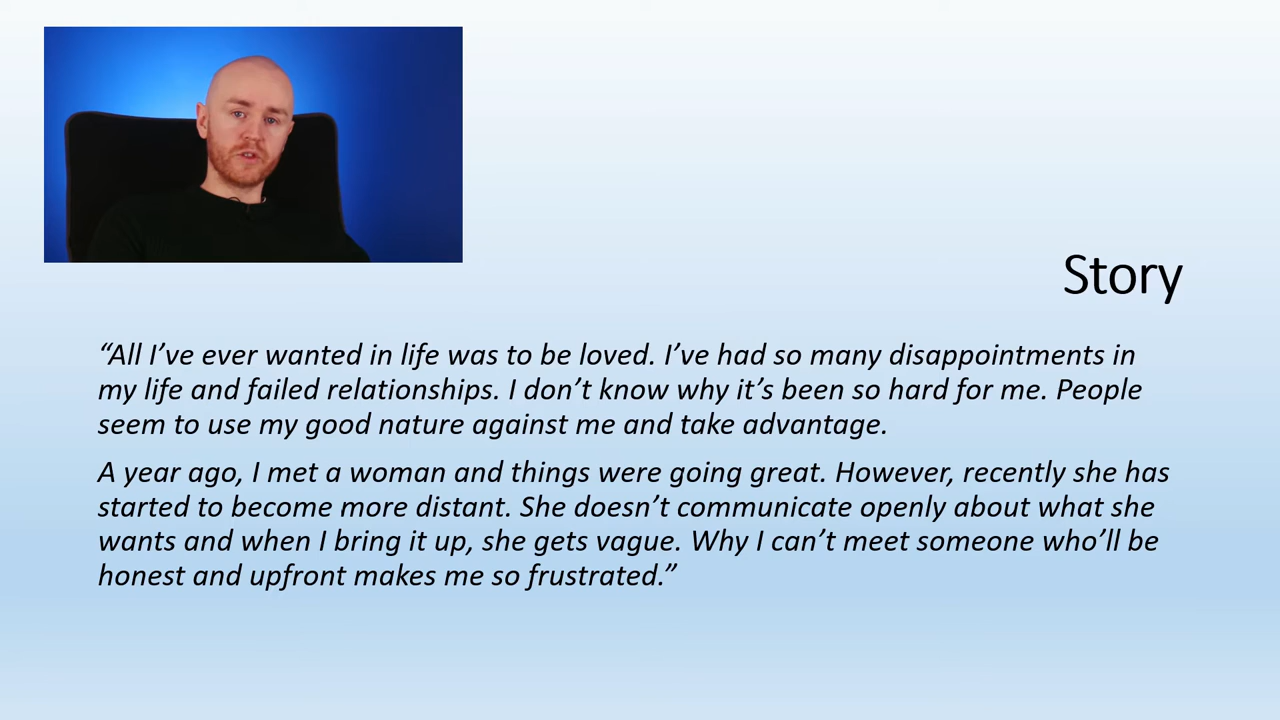 Story
“All I’ve ever wanted in life was to be loved. I’ve had so many disappointments in
my life and failed relationships. I don’t know why it’s been so hard for me. People
seem to use my good nature against me and take advantage.
A year ago, I met a woman and things were going great. However, recently she has
started to become more distant. She doesn’t communicate openly about what she
wants and when I bring it up, she gets vague. Why I can’t meet someone who’ll be
honest and upfront makes me so frustrated.”